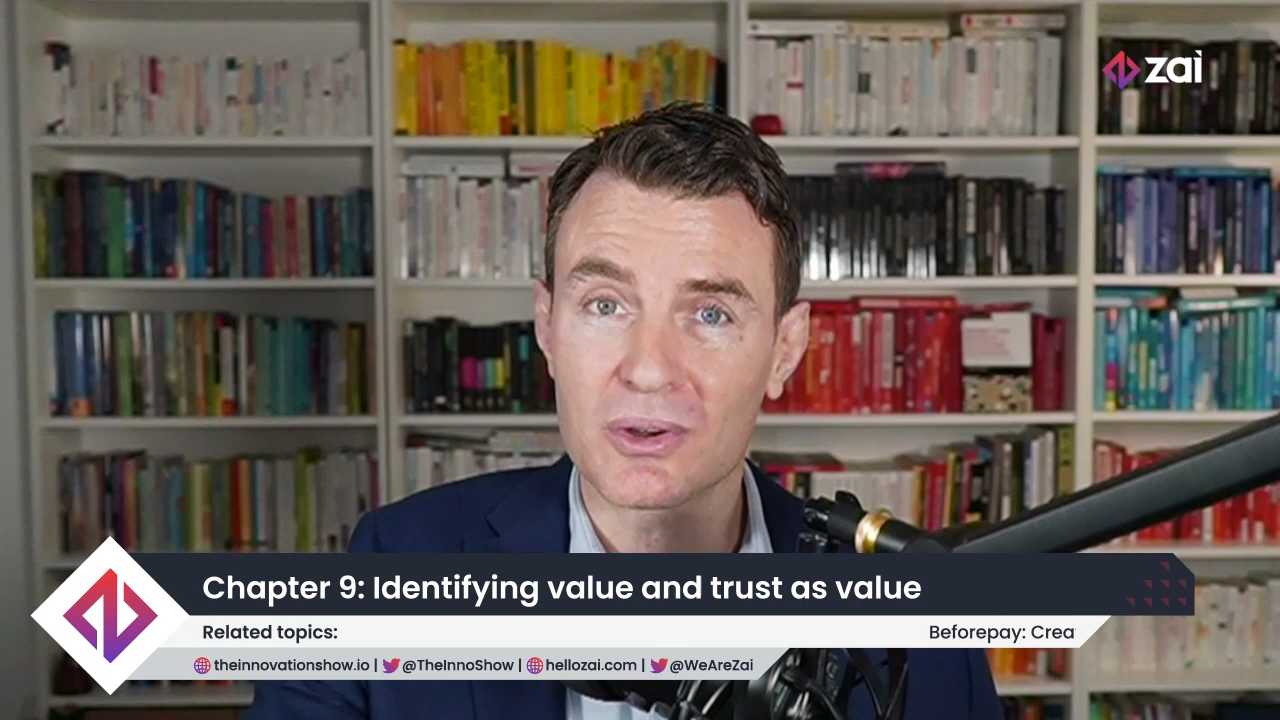 zai
Chapter 9: Identifying value and trust as value
Related topics: Beforepay: Crea
theinnovationshow.io | @TheInnoShow | hellozai.com | @WeAreZai